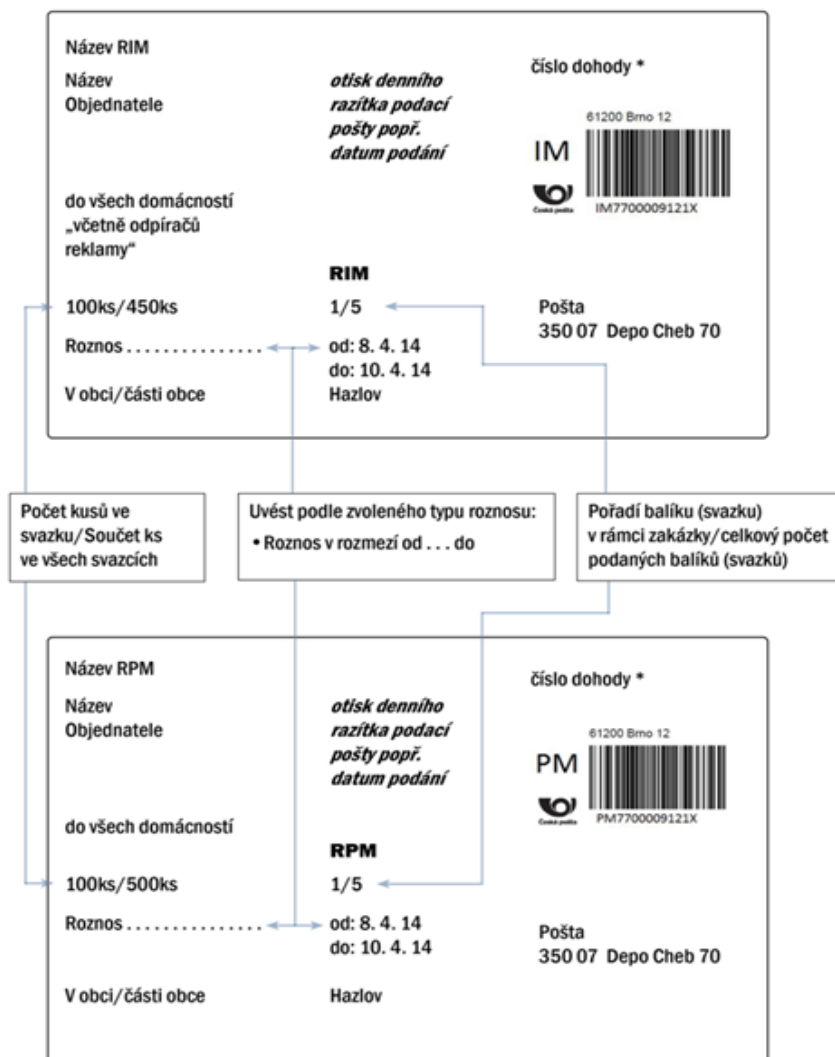 Název RIM
číslo dohody *
Název
Objednatele
otisk denního
razítka podací
pošty popř.
datum podání
61200 Brno 12
IM
Česká pošta
IM7700009121X
do všech domácností
„včetně odpíračů
reklamy“
RIM
100ks/450ks
1/5
Pošta
350 07 Depo Cheb 70
Roznos . . . . . . . . . . . . . . .
od: 8. 4. 14
do: 10. 4. 14
V obci/části obce
Hazlov
Počet kusů ve
svazku/Součet ks
ve všech svazcích
Uvést podle zvoleného typu roznosu:
• Roznos v rozmezí od . . . do
Pořadí balíku (svazku)
v rámci zakázky/celkový počet
podaných balíků (svazků)
Název RPM
číslo dohody *
Název
Objednatele
otisk denního
razítka podací
pošty popř.
datum podání
61200 Brno 12
PM
Česká pošta
PM7700009121X
do všech domácností
RPM
100ks/500ks
1/5
Roznos . . . . . . . . . . . . . . .
od: 8. 4. 14
do: 10. 4. 14
Pošta
350 07 Depo Cheb 70
V obci/části obce
Hazlov